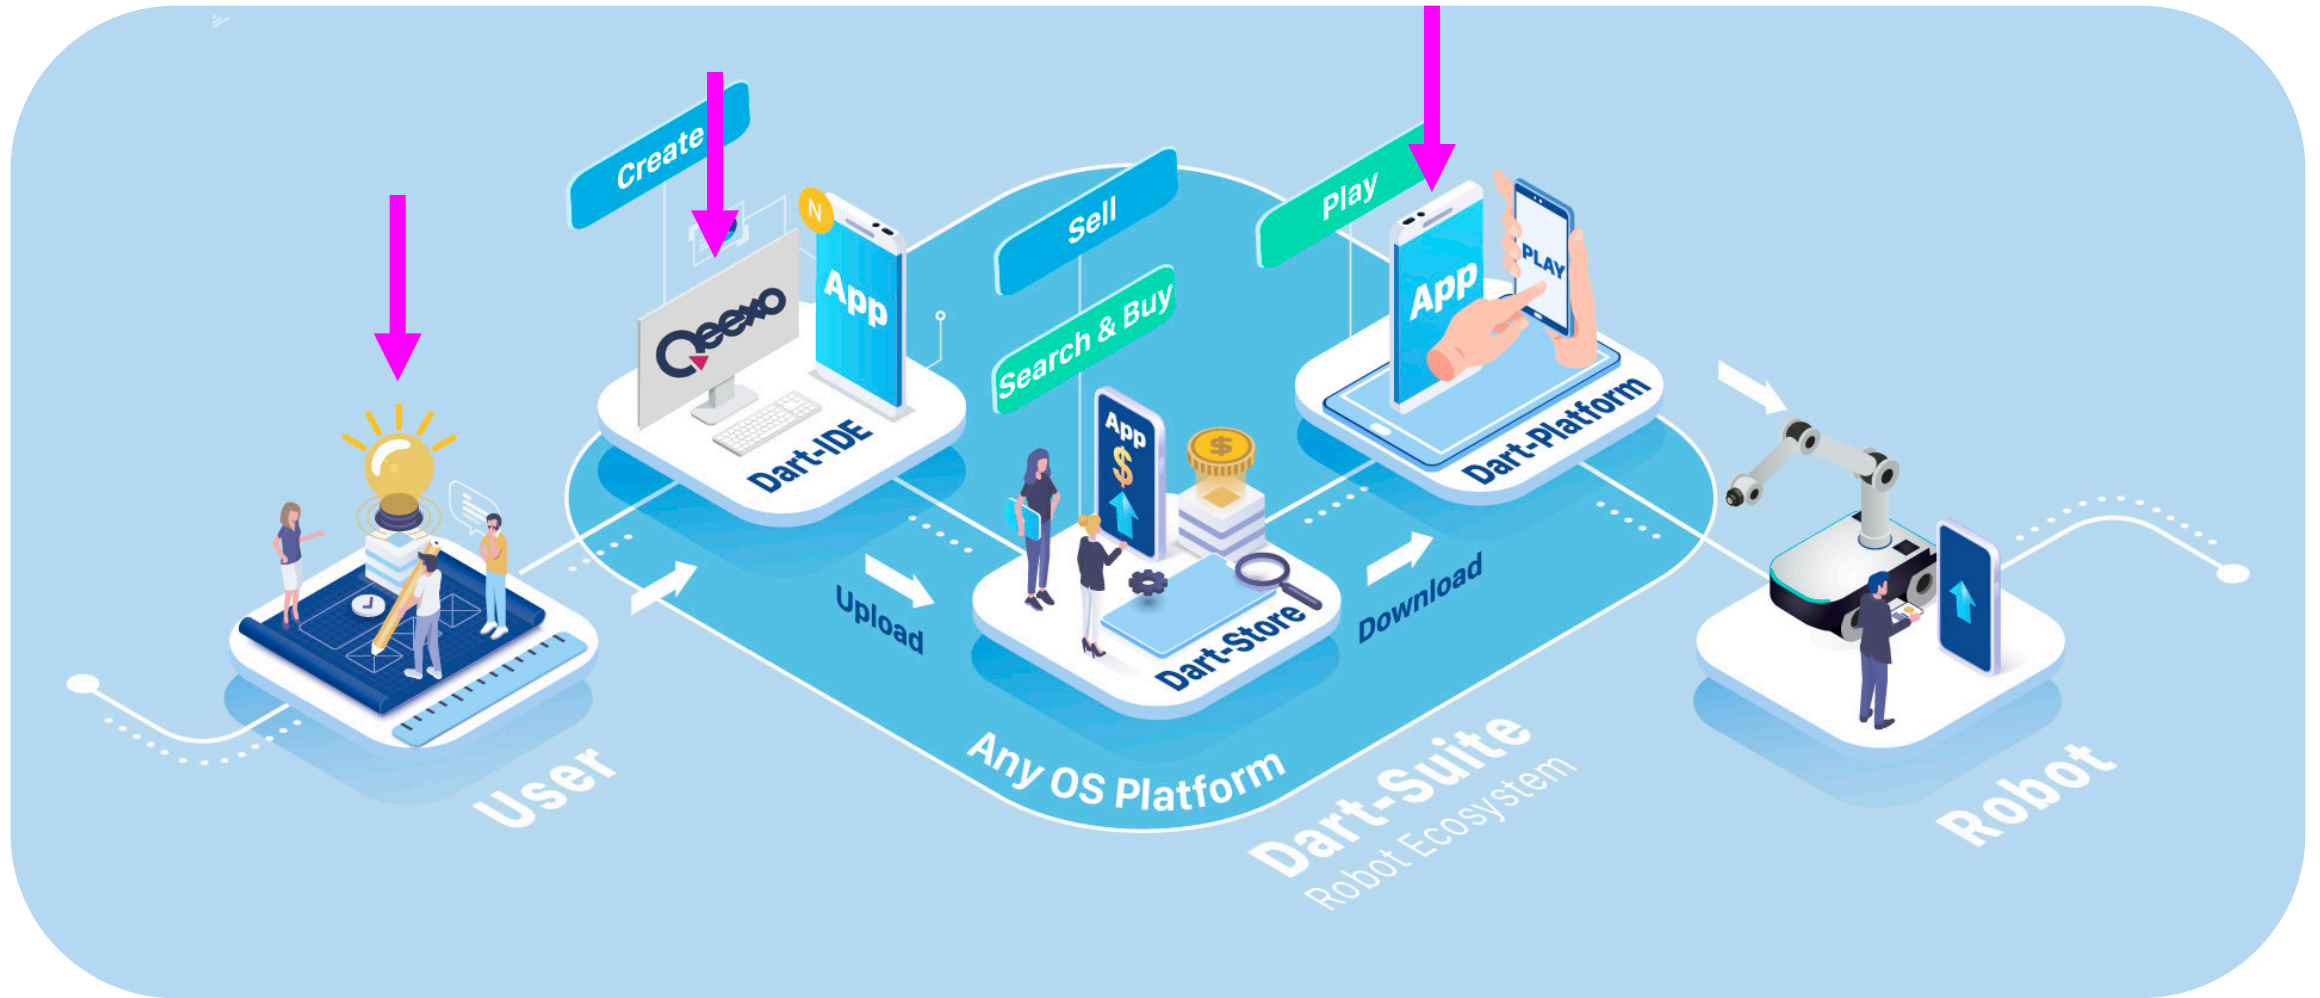 Create
Qeexo
N
App
Dart-IDE
Sell
Search & Buy
App
$
$
Dart-Store
Play
App
PLAY
Dart-Platform
Upload
Download
User
Any OS Platform
Dart-Suite
Robot Ecosystem
Robot